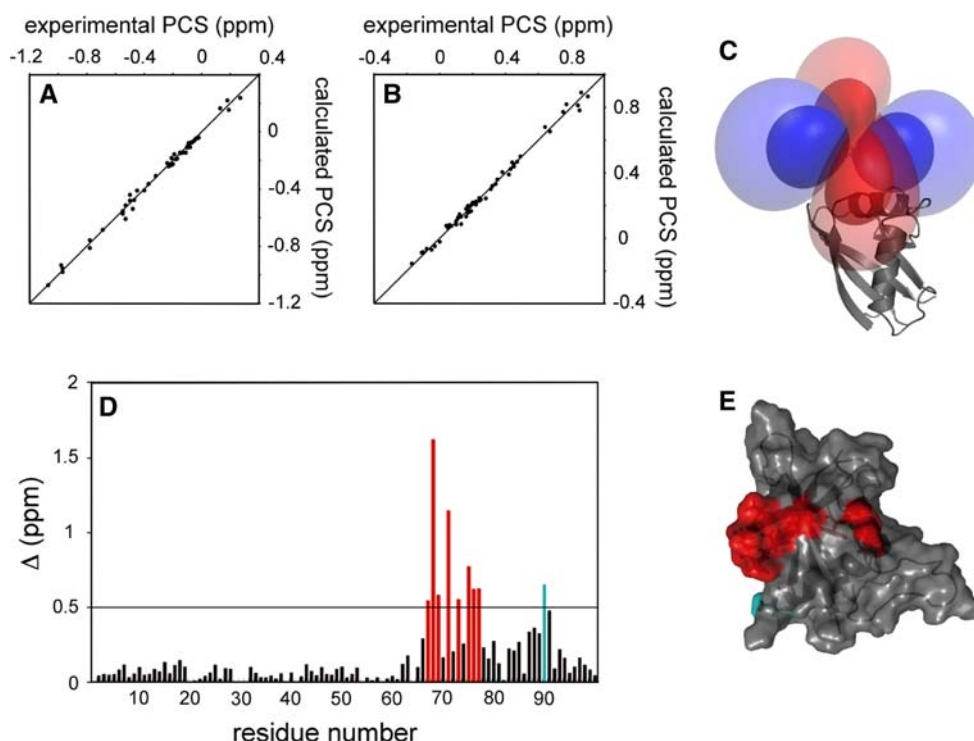 experimental PCS (ppm)
-1.2 -0.8 -0.4 0 0.4
A
0
-0.4
-0.8
-1.2
calculated PCS (ppm)
experimental PCS (ppm)
-0.4 0 0.4 0.8
B
0.8
0.4
0
-0.4
calculated PCS (ppm)
C
D
2
1.5
1
0.5
0
Δ (ppm)
10 20 30 40 50 60 70 80 90
residue number
E